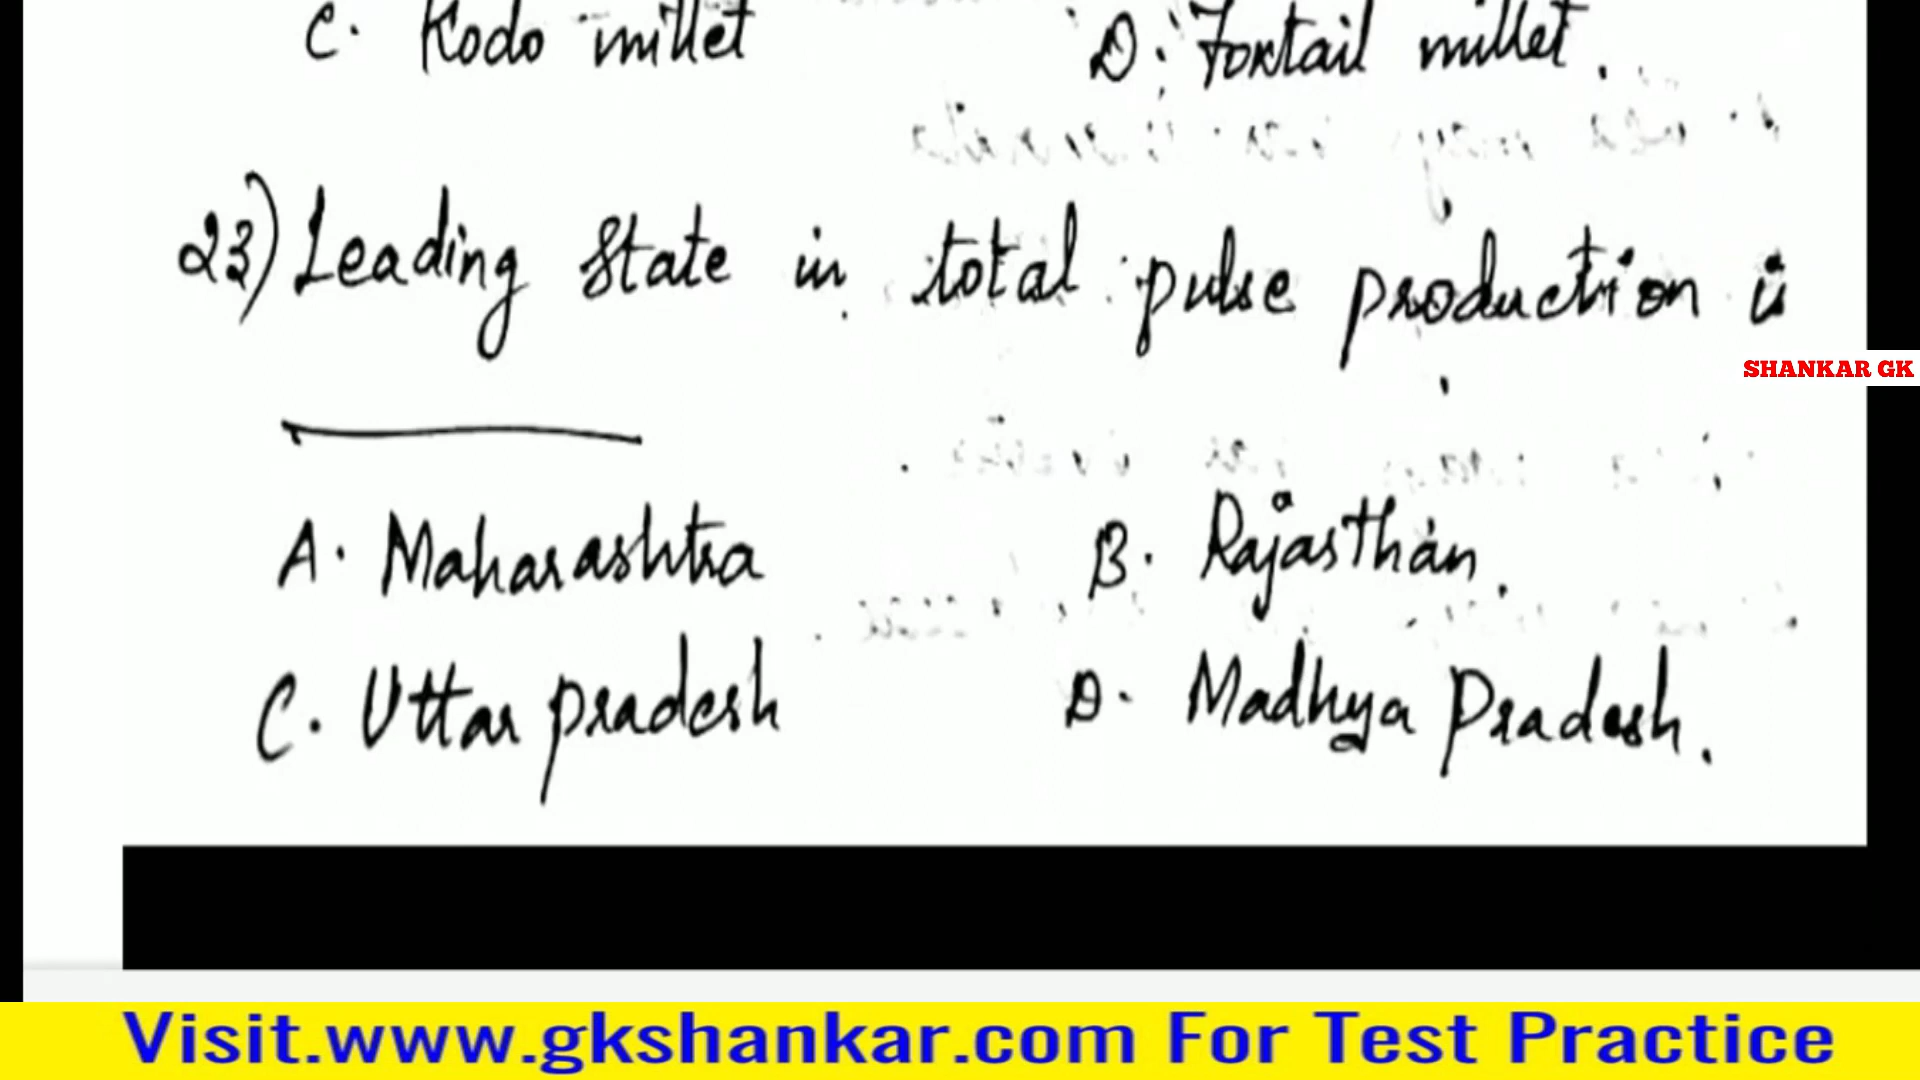 C. Kodo millet D. Foxtail millet.
23) Leading State in total pulse production is
SHANKAR GK
A. Maharashtra B. Rajasthan.
C. Uttar pradesh D. Madhya Pradesh.
Visit.www.gkshankar.com For Test Practice